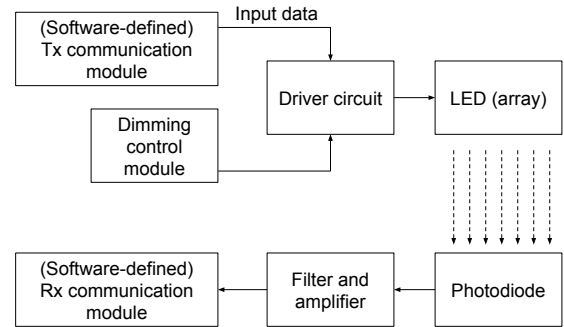 (Software-defined)
Tx communication
module
Input data
Driver circuit
LED (array)
Dimming
control
module
(Software-defined)
Rx communication
module
Filter and
amplifier
Photodiode